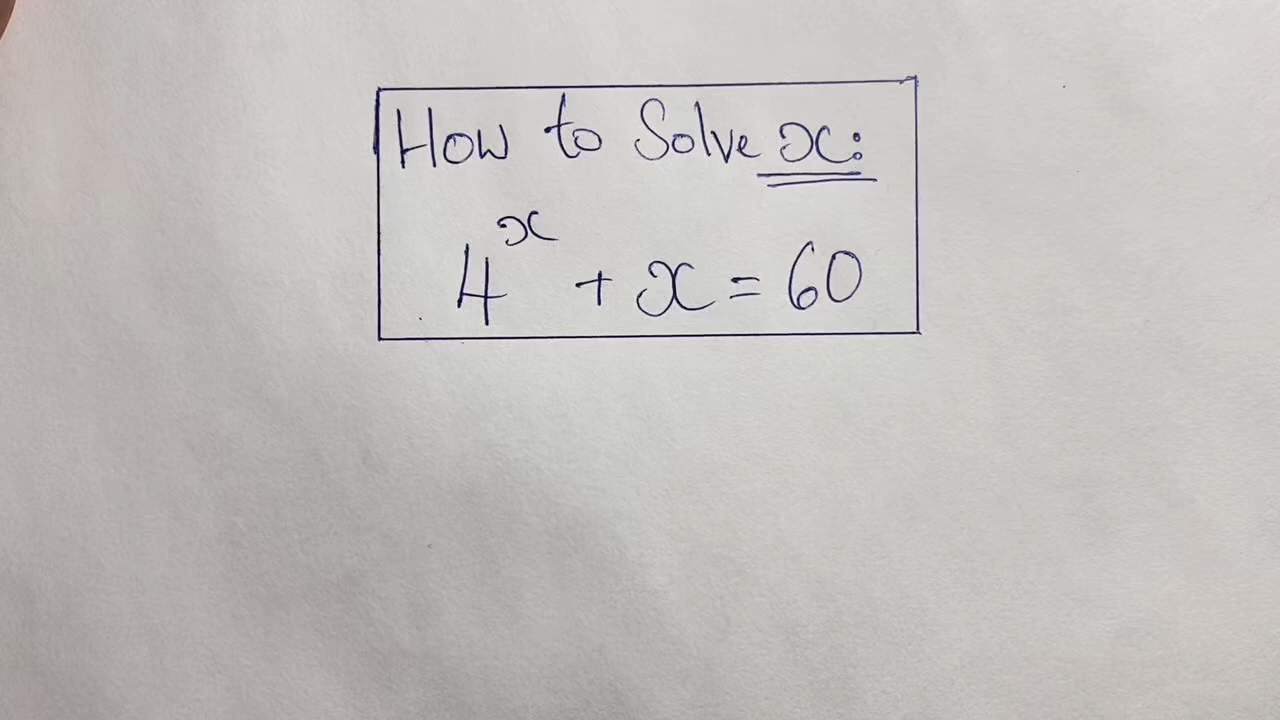 How to Solve x:
4^x + x = 60